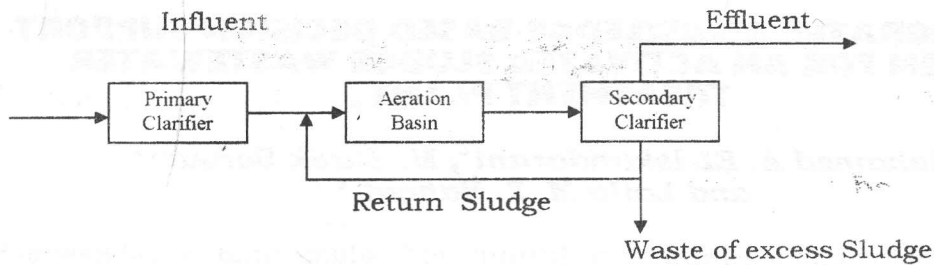 Influent
Effluent
Primary
Clarifier
Aeration
Basin
Secondary
Clarifier
Return Sludge
Waste of excess Sludge